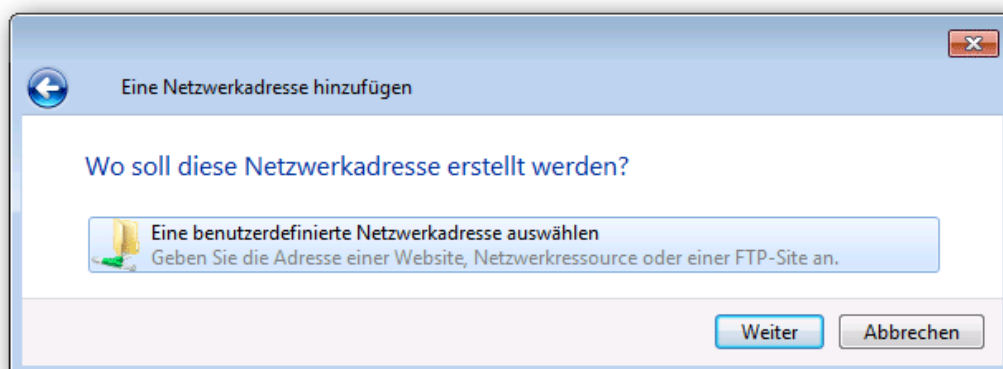 Eine Netzwerkadresse hinzufügen
Wo soll diese Netzwerkadresse erstellt werden?
Eine benutzerdefinierte Netzwerkadresse auswählen
Geben Sie die Adresse einer Website, Netzwerkressource oder einer FTP-Site an.
Weiter Abbrechen